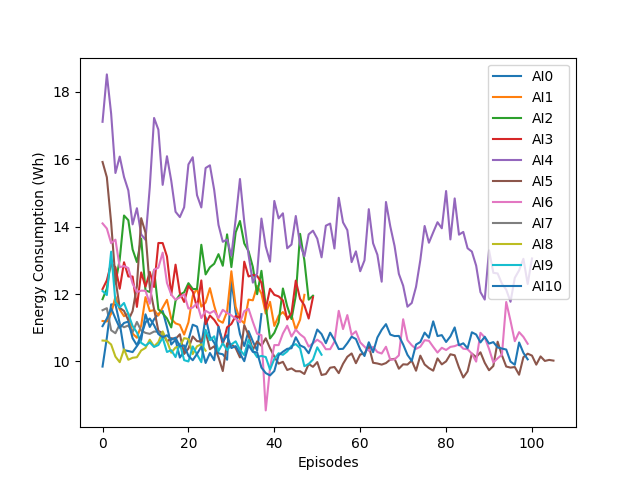 18
16
14
12
10
Energy Consumption (Wh)
0
20
40
60
80
100
Episodes
AI0
AI1
AI2
AI3
AI4
AI5
AI6
AI7
AI8
AI9
AI10